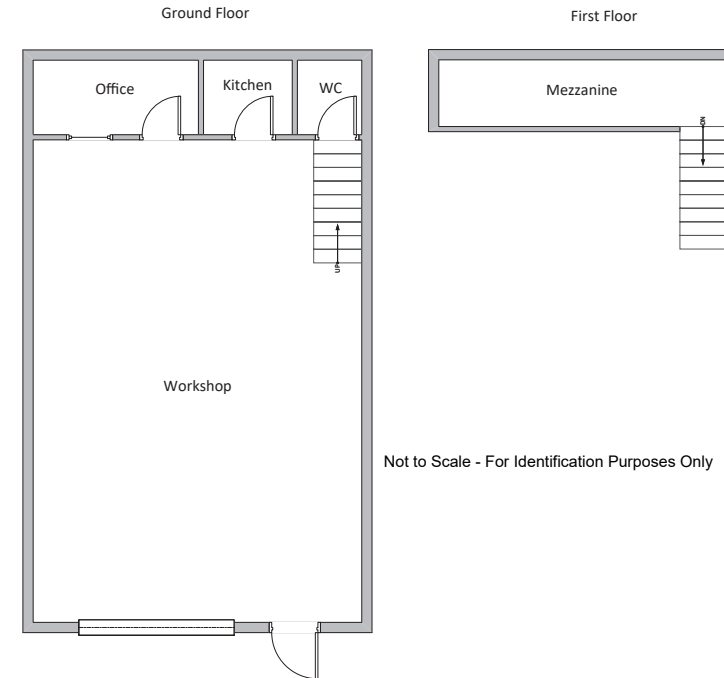 Ground Floor
First Floor
Office
Kitchen
WC
Mezzanine
DN
UP
Workshop
Not to Scale - For Identification Purposes Only